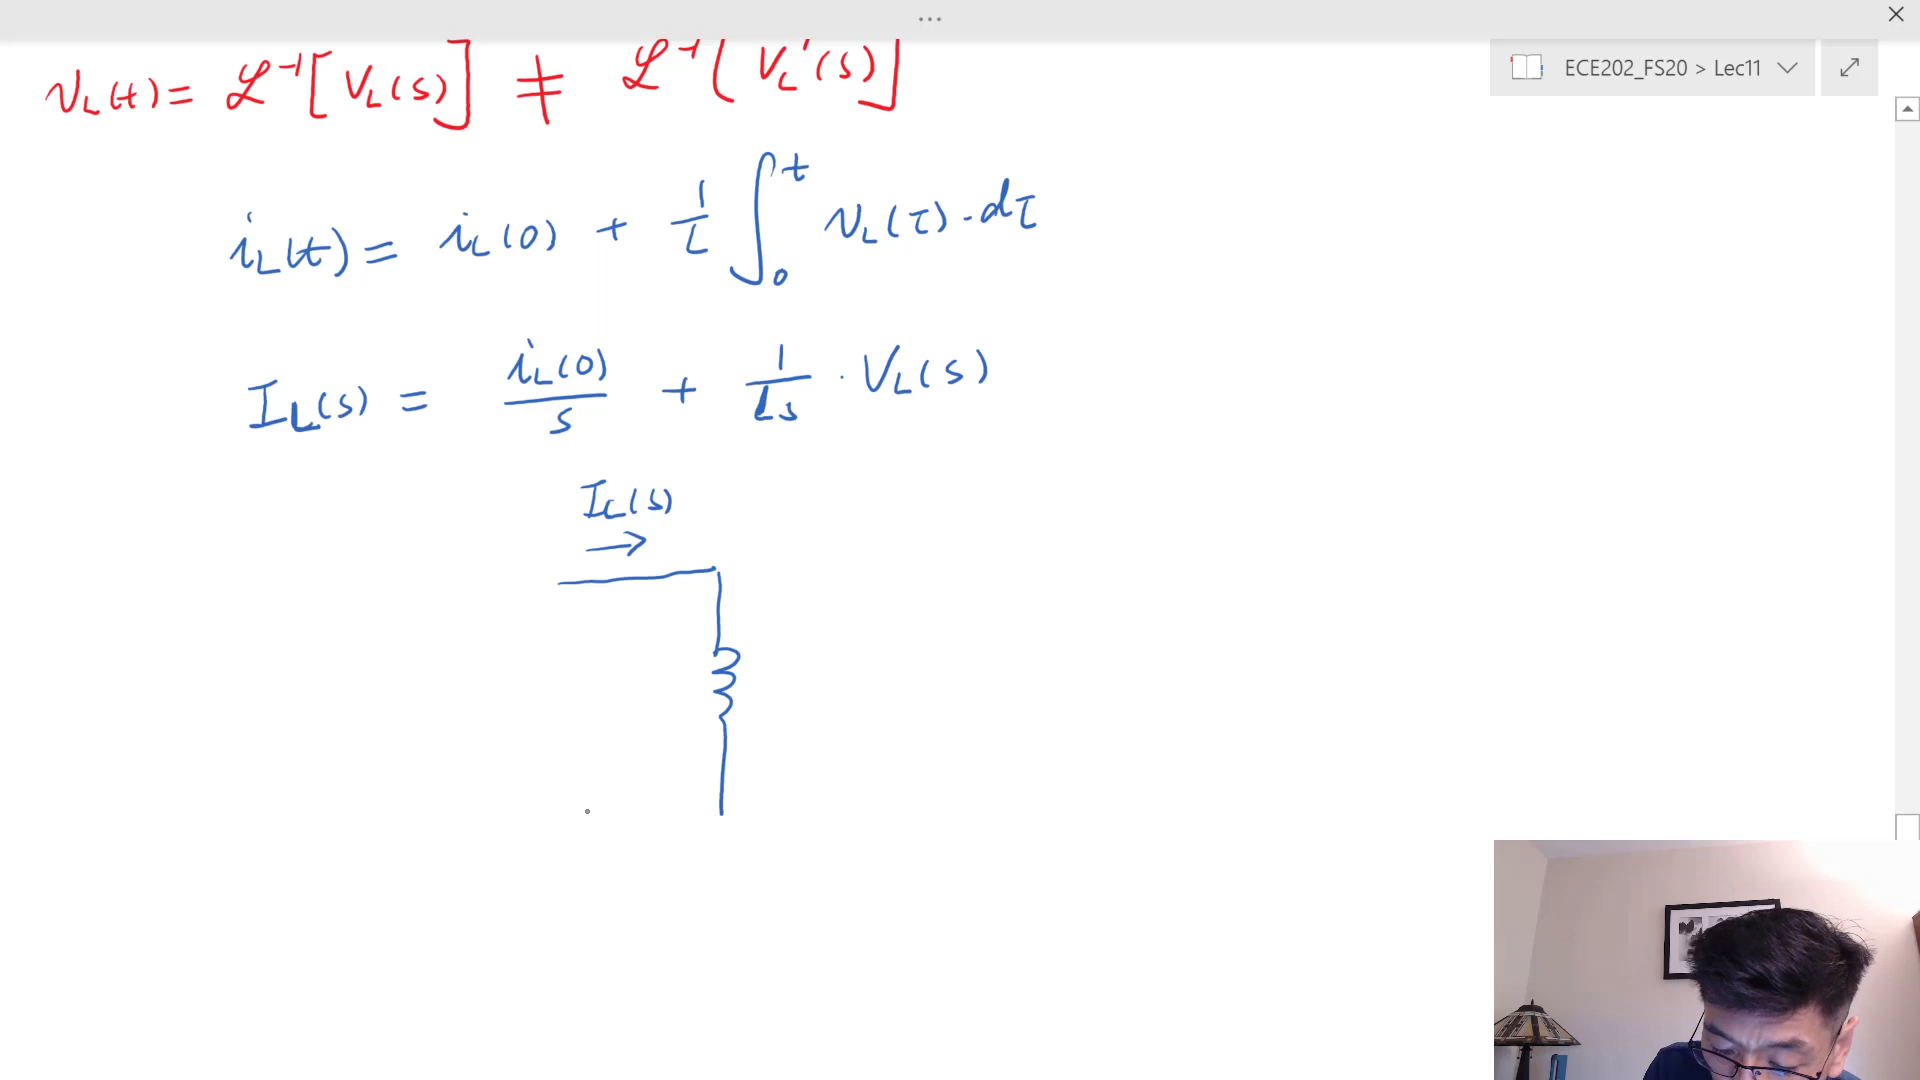 ECE202_FS20 > Lec11
v_L(t) = ℒ⁻¹[V_L(s)] ≠ ℒ⁻¹[V_L'(s)]
i_L(t) = i_L(0) + 1/L ∫₀ᵗ v_L(τ) · dτ
I_L(s) = i_L(0)/s + 1/Ls · V_L(s)
I_L(s)